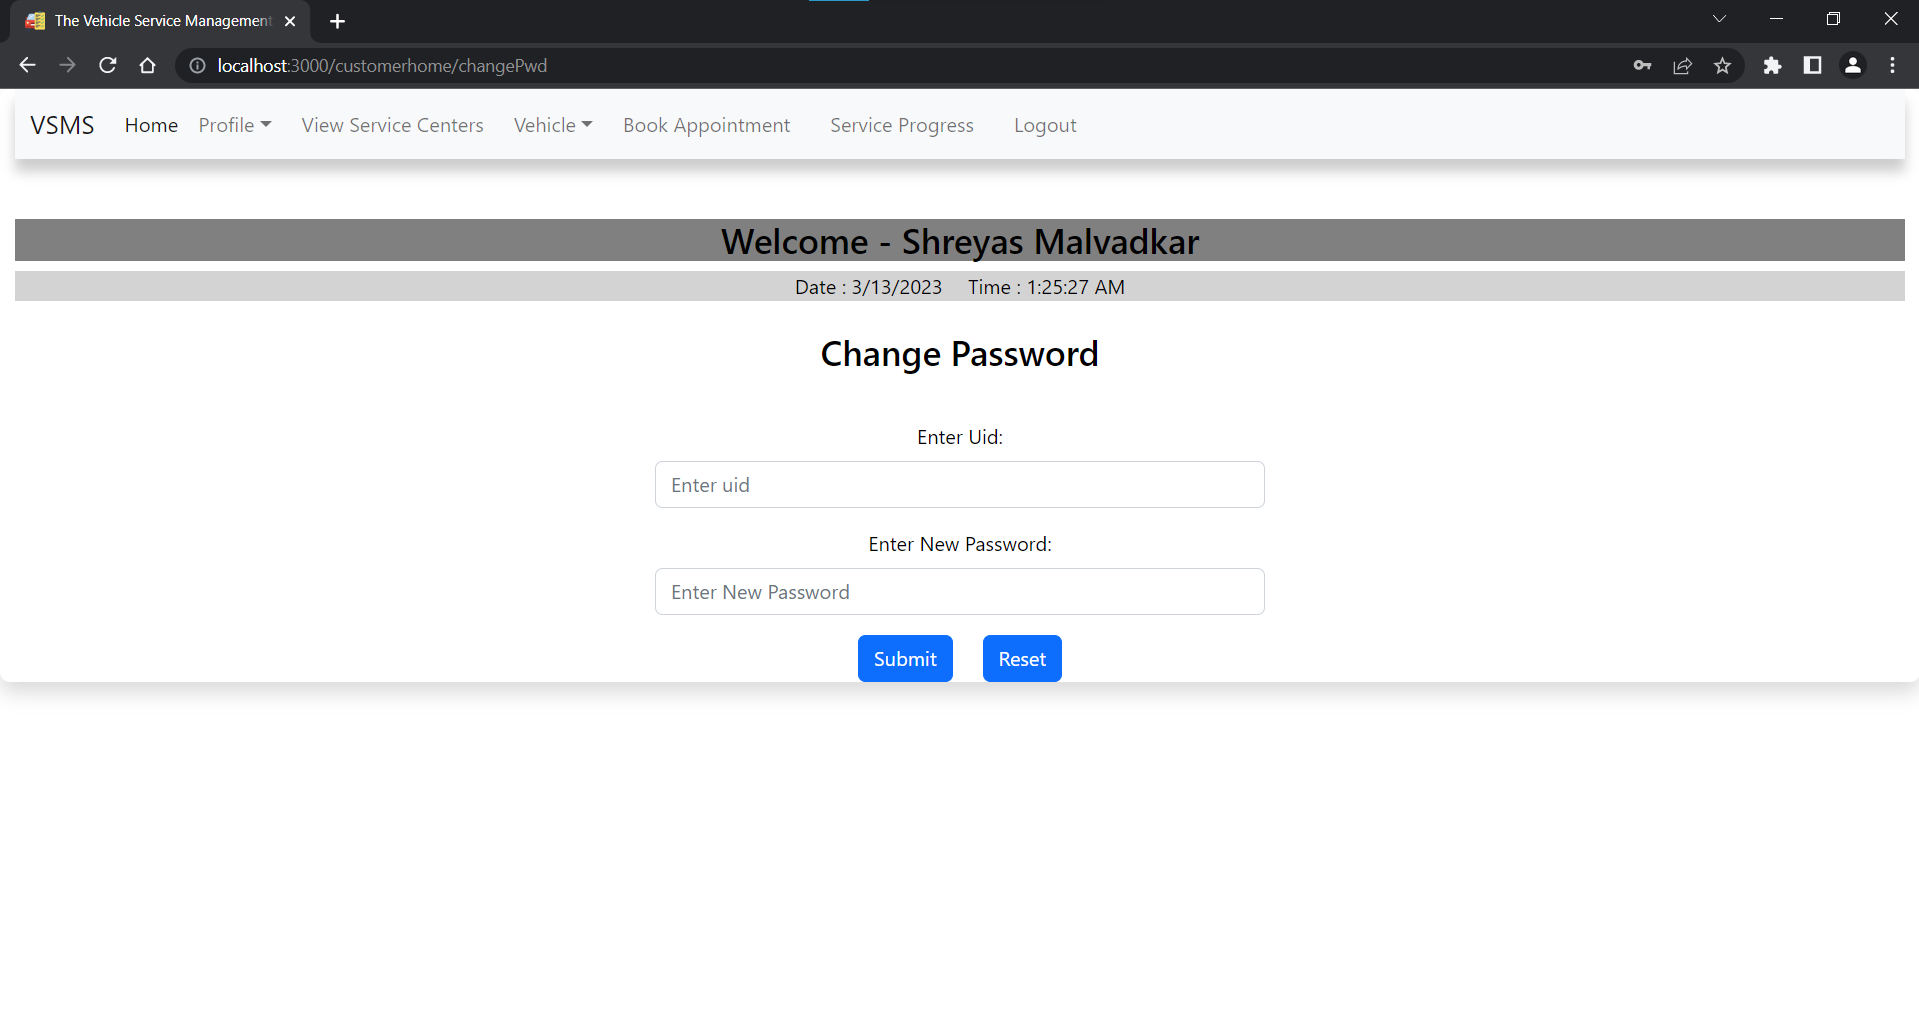 The Vehicle Service Management
localhost:3000/customerhome/changePwd
VSMS Home Profile View Service Centers Vehicle Book Appointment Service Progress Logout
Welcome - Shreyas Malvadkar
Date : 3/13/2023 Time : 1:25:27 AM
Change Password
Enter Uid:
Enter uid
Enter New Password:
Enter New Password
Submit Reset